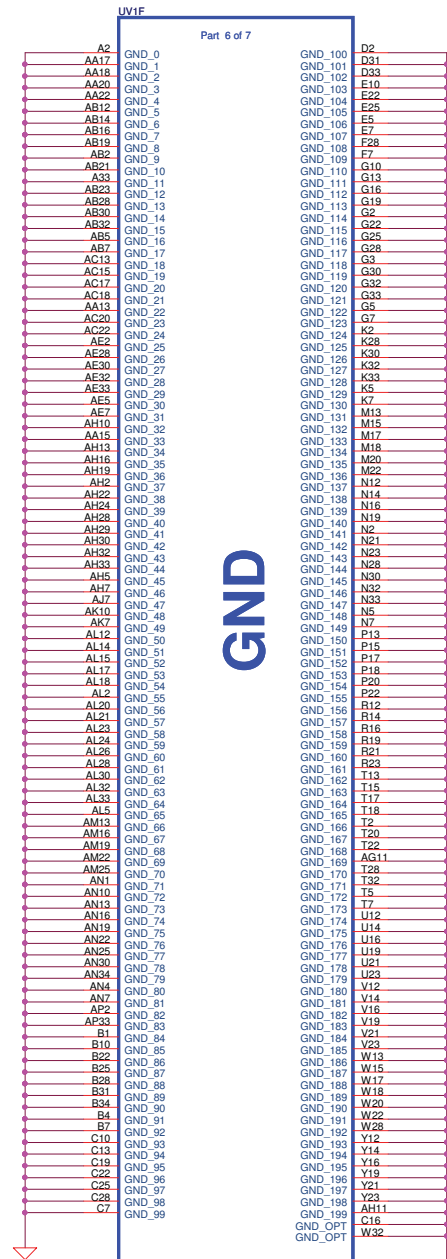 UV1F
Part 6 of 7
A2 GND_0 GND_100 D2
AA17 GND_1 GND_101 D31
AA18 GND_2 GND_102 D33
AA20 GND_3 GND_103 E10
AA22 GND_4 GND_104 E22
AB12 GND_5 GND_105 E25
AB14 GND_6 GND_106 E5
AB16 GND_7 GND_107 E7
AB19 GND_8 GND_108 F28
AB2 GND_9 GND_109 F7
AB21 GND_10 GND_110 G10
A33 GND_11 GND_111 G13
AB23 GND_12 GND_112 G16
AB28 GND_13 GND_113 G19
AB30 GND_14 GND_114 G2
AB32 GND_15 GND_115 G22
AB5 GND_16 GND_116 G25
AB7 GND_17 GND_117 G28
AC13 GND_18 GND_118 G3
AC15 GND_19 GND_119 G30
AC17 GND_20 GND_120 G32
AC18 GND_21 GND_121 G33
AA13 GND_22 GND_122 G5
AC20 GND_23 GND_123 G7
AC22 GND_24 GND_124 K2
AE2 GND_25 GND_125 K28
AE28 GND_26 GND_126 K30
AE30 GND_27 GND_127 K32
AE32 GND_28 GND_128 K33
AE33 GND_29 GND_129 K5
AE5 GND_30 GND_130 K7
AE7 GND_31 GND_131 M13
AH10 GND_32 GND_132 M15
AA15 GND_33 GND_133 M17
AH13 GND_34 GND_134 M18
AH16 GND_35 GND_135 M20
AH19 GND_36 GND_136 M22
AH2 GND_37 GND_137 N12
AH22 GND_38 GND_138 N14
AH24 GND_39 GND_139 N16
AH28 GND_40 GND_140 N19
AH29 GND_41 GND_141 N2
AH30 GND_42 GND_142 N21
AH32 GND_43 GND_143 N23
AH33 GND_44 GND_144 N28
AH5 GND_45 GND_145 N30
AH7 GND_46 GND_146 N32
AJ7 GND_47 GND_147 N33
AK10 GND_48 GND_148 N5
AK7 GND_49 GND_149 N7
GND
AL12 GND_50 GND_150 P13
AL14 GND_51 GND_151 P15
AL15 GND_52 GND_152 P17
AL17 GND_53 GND_153 P18
AL18 GND_54 GND_154 P20
AL2 GND_55 GND_155 P22
AL20 GND_56 GND_156 R12
AL21 GND_57 GND_157 R14
AL23 GND_58 GND_158 R16
AL24 GND_59 GND_159 R19
AL26 GND_60 GND_160 R21
AL28 GND_61 GND_161 R23
AL30 GND_62 GND_162 T13
AL32 GND_63 GND_163 T15
AL33 GND_64 GND_164 T17
AL5 GND_65 GND_165 T18
AM13 GND_66 GND_166 T2
AM16 GND_67 GND_167 T20
AM19 GND_68 GND_168 T22
AM22 GND_69 GND_169 AG11
AM25 GND_70 GND_170 T28
AN1 GND_71 GND_171 T32
AN10 GND_72 GND_172 T5
AN13 GND_73 GND_173 T7
AN16 GND_74 GND_174 U12
AN19 GND_75 GND_175 U14
AN22 GND_76 GND_176 U16
AN25 GND_77 GND_177 U19
AN30 GND_78 GND_178 U21
AN34 GND_79 GND_179 U23
AN4 GND_80 GND_180 V12
AN7 GND_81 GND_181 V14
AP2 GND_82 GND_182 V16
AP33 GND_83 GND_183 V19
B1 GND_84 GND_184 V21
B10 GND_85 GND_185 V23
B22 GND_86 GND_186 W13
B25 GND_87 GND_187 W15
B28 GND_88 GND_188 W17
B31 GND_89 GND_189 W18
B34 GND_90 GND_190 W20
B4 GND_91 GND_191 W22
B7 GND_92 GND_192 W28
C10 GND_93 GND_193 Y12
C13 GND_94 GND_194 Y14
C19 GND_95 GND_195 Y16
C22 GND_96 GND_196 Y19
C25 GND_97 GND_197 Y21
C28 GND_98 GND_198 Y23
C7 GND_99 GND_199 AH11
GND_OPT C16
GND_OPT W32